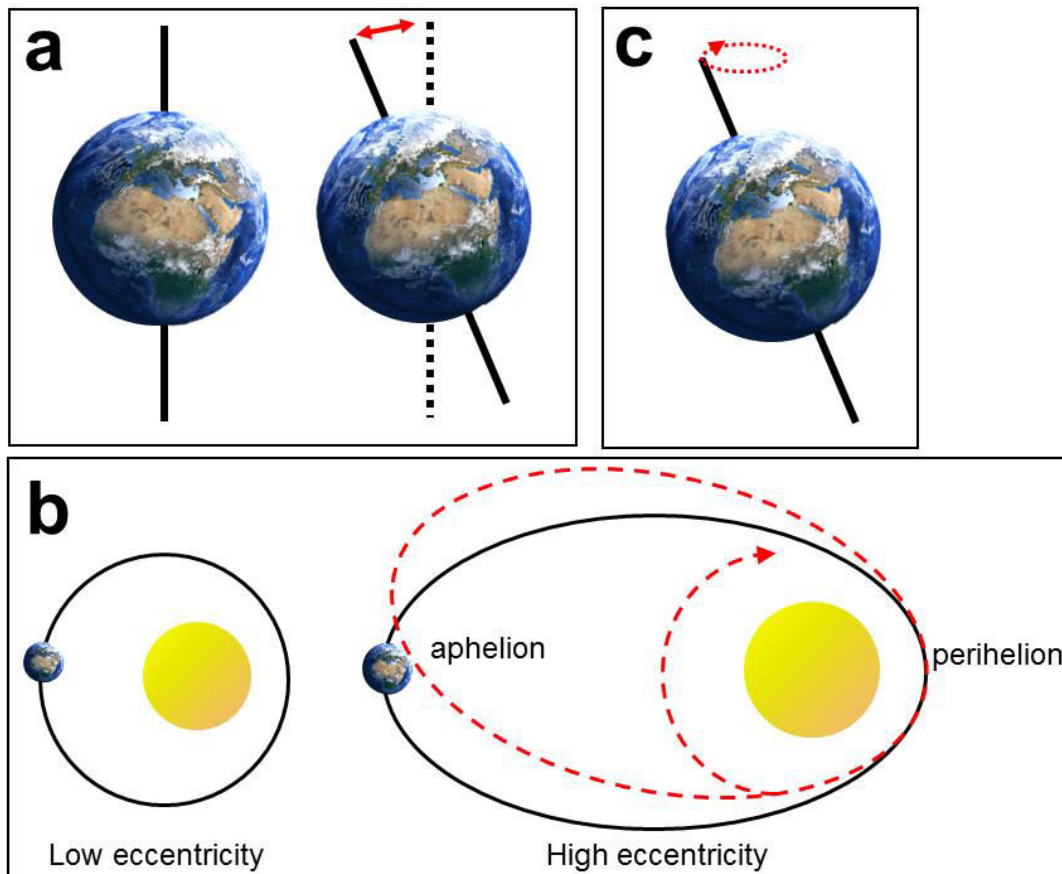 a
c
b
aphelion
perihelion
Low eccentricity
High eccentricity